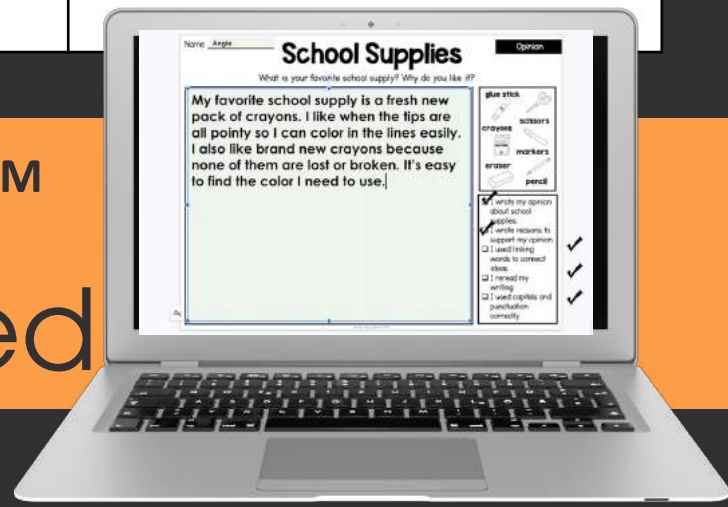 Name Angie
School Supplies
Opinion
What is your favorite school supply? Why do you like it?
My favorite school supply is a fresh new
pack of crayons. I like when the tips are
all pointy so I can color in the lines easily.
I also like brand new crayons because
none of them are lost or broken. It's easy
to find the color I need to use.
glue stick
scissors
crayons
markers
eraser
pencil
I wrote my opinion
about school
supplies.
I wrote reasons to
support my opinion.
I used linking
words to connect
ideas.
I reread my
writing.
I used capitals and
punctuation
correctly.
M
ed